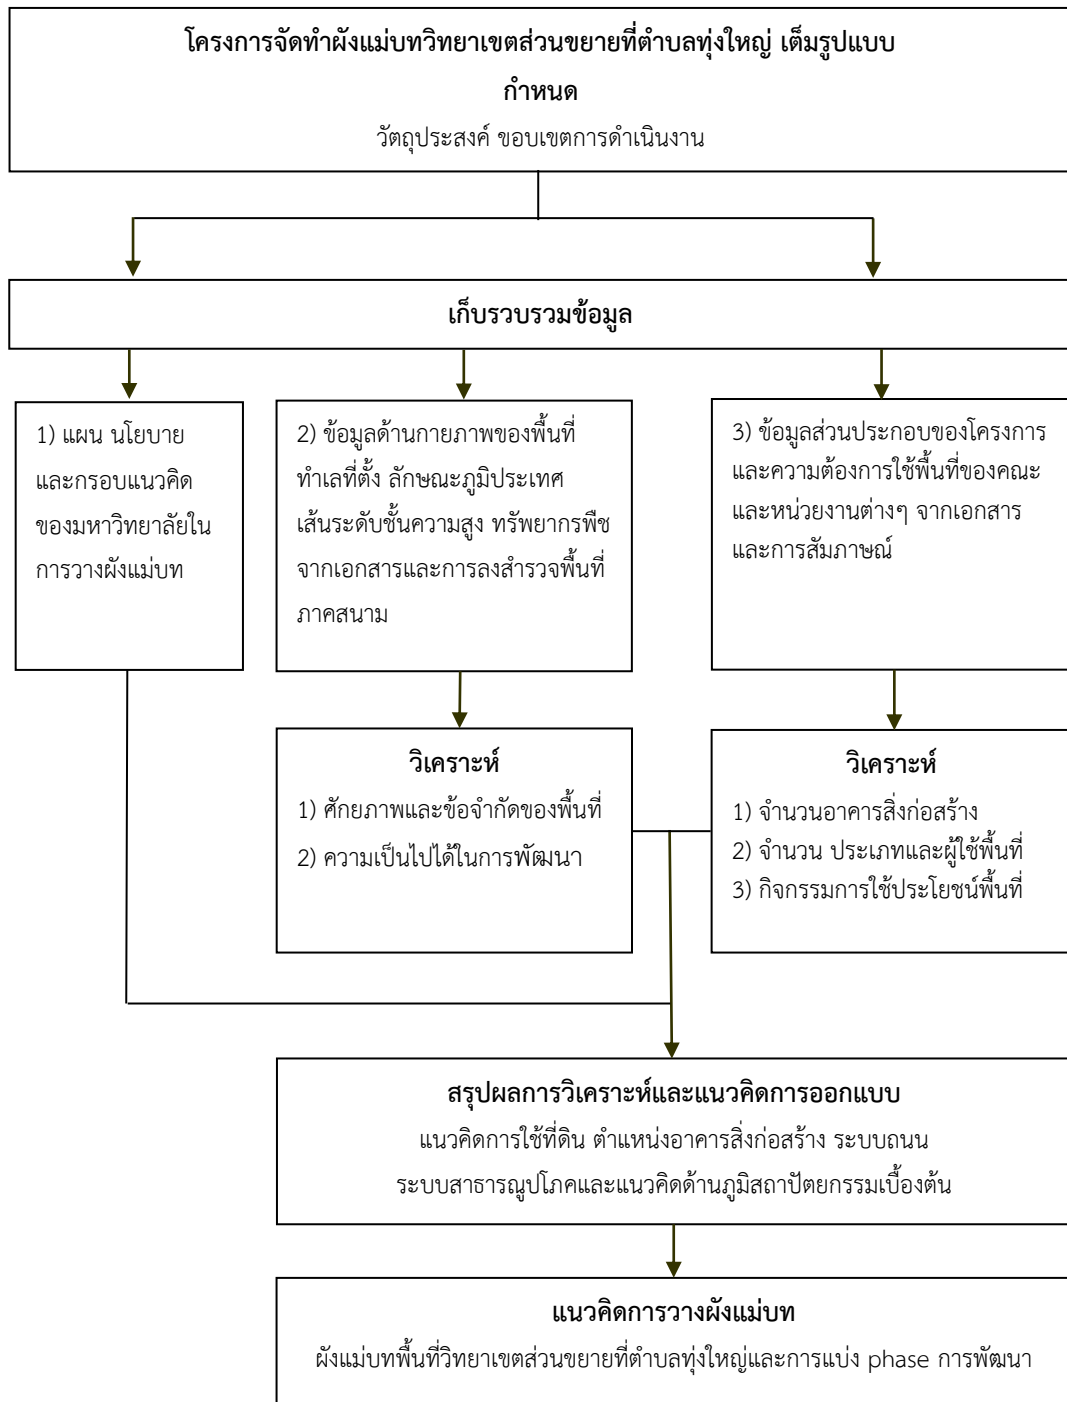 โครงการจัดทำผังแม่บทวิทยาเขตส่วนขยายที่ตำบลทุ่งใหญ่ เต็มรูปแบบ
กำหนด
วัตถุประสงค์ ขอบเขตการดำเนินงาน
เก็บรวบรวมข้อมูล
1) แผน นโยบาย
และกรอบแนวคิด
ของมหาวิทยาลัยใน
การวางผังแม่บท
2) ข้อมูลด้านกายภาพของพื้นที่
ทำเลที่ตั้ง ลักษณะภูมิประเทศ
เส้นระดับชั้นความสูง ทรัพยากรพืช
จากเอกสารและการลงสำรวจพื้นที่
ภาคสนาม
3) ข้อมูลส่วนประกอบของโครงการ
และความต้องการใช้พื้นที่ของคณะ
และหน่วยงานต่างๆ จากเอกสาร
และการสัมภาษณ์
วิเคราะห์
1) ศักยภาพและข้อจำกัดของพื้นที่
2) ความเป็นไปได้ในการพัฒนา
วิเคราะห์
1) จำนวนอาคารสิ่งก่อสร้าง
2) จำนวน ประเภทและผู้ใช้พื้นที่
3) กิจกรรมการใช้ประโยชน์พื้นที่
สรุปผลการวิเคราะห์และแนวคิดการออกแบบ
แนวคิดการใช้ที่ดิน ตำแหน่งอาคารสิ่งก่อสร้าง ระบบถนน
ระบบสาธารณูปโภคและแนวคิดด้านภูมิสถาปัตยกรรมเบื้องต้น
แนวคิดการวางผังแม่บท
ผังแม่บทพื้นที่วิทยาเขตส่วนขยายที่ตำบลทุ่งใหญ่และการแบ่ง phase การพัฒนา